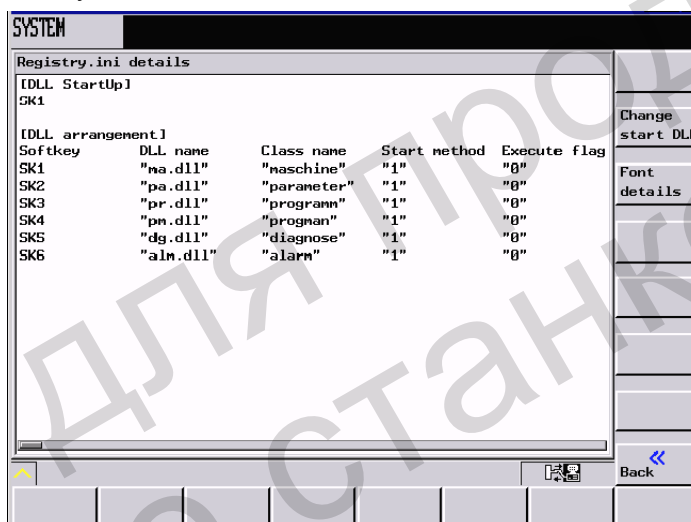 SYSTEM
Registry.ini details
[DLL StartUp]
SK1
[DLL arrangement]
Softkey DLL name Class name Start method Execute flag
SK1 "ma.dll" "maschine" "1" "0"
SK2 "pa.dll" "parameter" "1" "0"
SK3 "pr.dll" "programm" "1" "0"
SK4 "pm.dll" "progman" "1" "0"
SK5 "dg.dll" "diagnose" "1" "0"
SK6 "alm.dll" "alarm" "1" "0"
Change
start DLL
Font
details
Back
для прод
станко